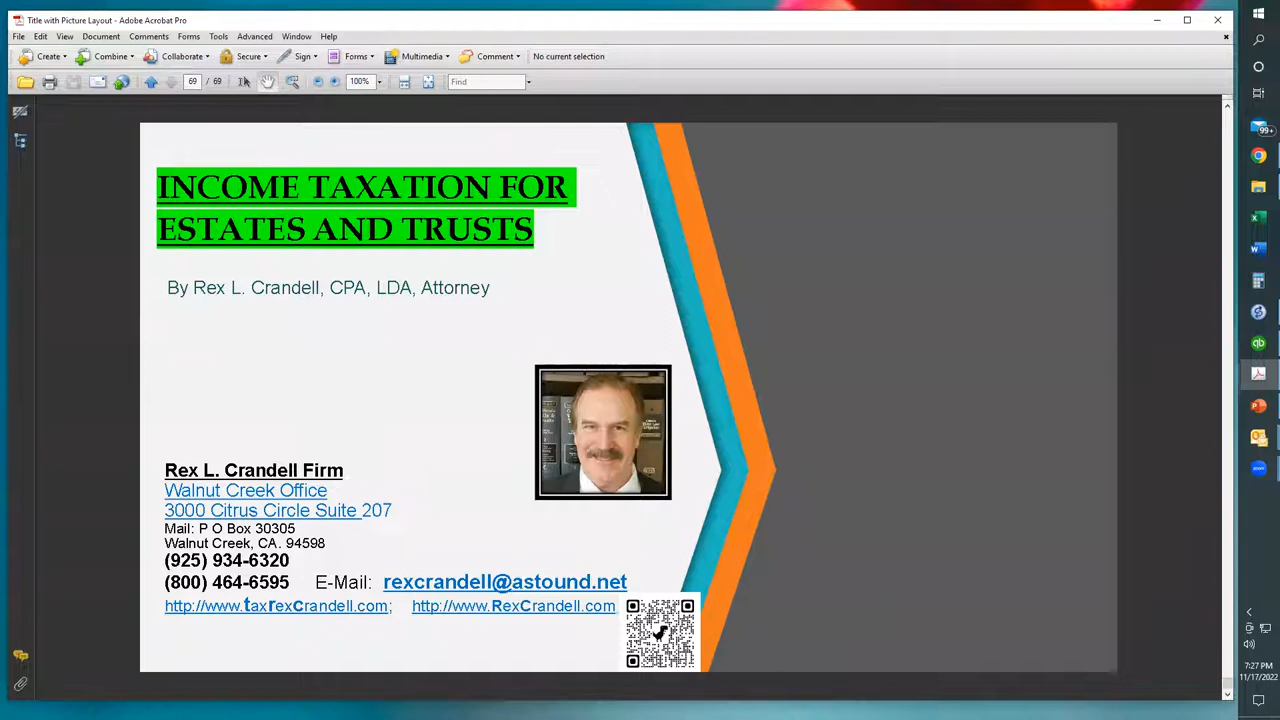 Title with Picture Layout - Adobe Acrobat Pro
File Edit View Document Comments Forms Tools Advanced Window Help
Create Combine Collaborate Secure Sign Forms Multimedia Comment No current selection
69 / 69 100% Find
INCOME TAXATION FOR
ESTATES AND TRUSTS
By Rex L. Crandell, CPA, LDA, Attorney
Rex L. Crandell Firm
Walnut Creek Office
3000 Citrus Circle Suite 207
Mail: P O Box 30305
Walnut Creek, CA. 94598
(925) 934-6320
(800) 464-6595 E-Mail: rexcrandell@astound.net
http://www.taxrexcrandell.com; http://www.RexCrandell.com
99+
7:27 PM
11/17/2022